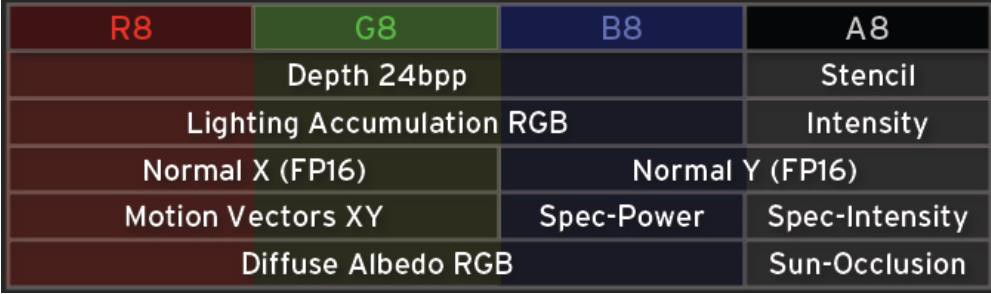 R8 G8 B8 A8
Depth 24bpp Stencil
Lighting Accumulation RGB Intensity
Normal X (FP16) Normal Y (FP16)
Motion Vectors XY Spec-Power Spec-Intensity
Diffuse Albedo RGB Sun-Occlusion